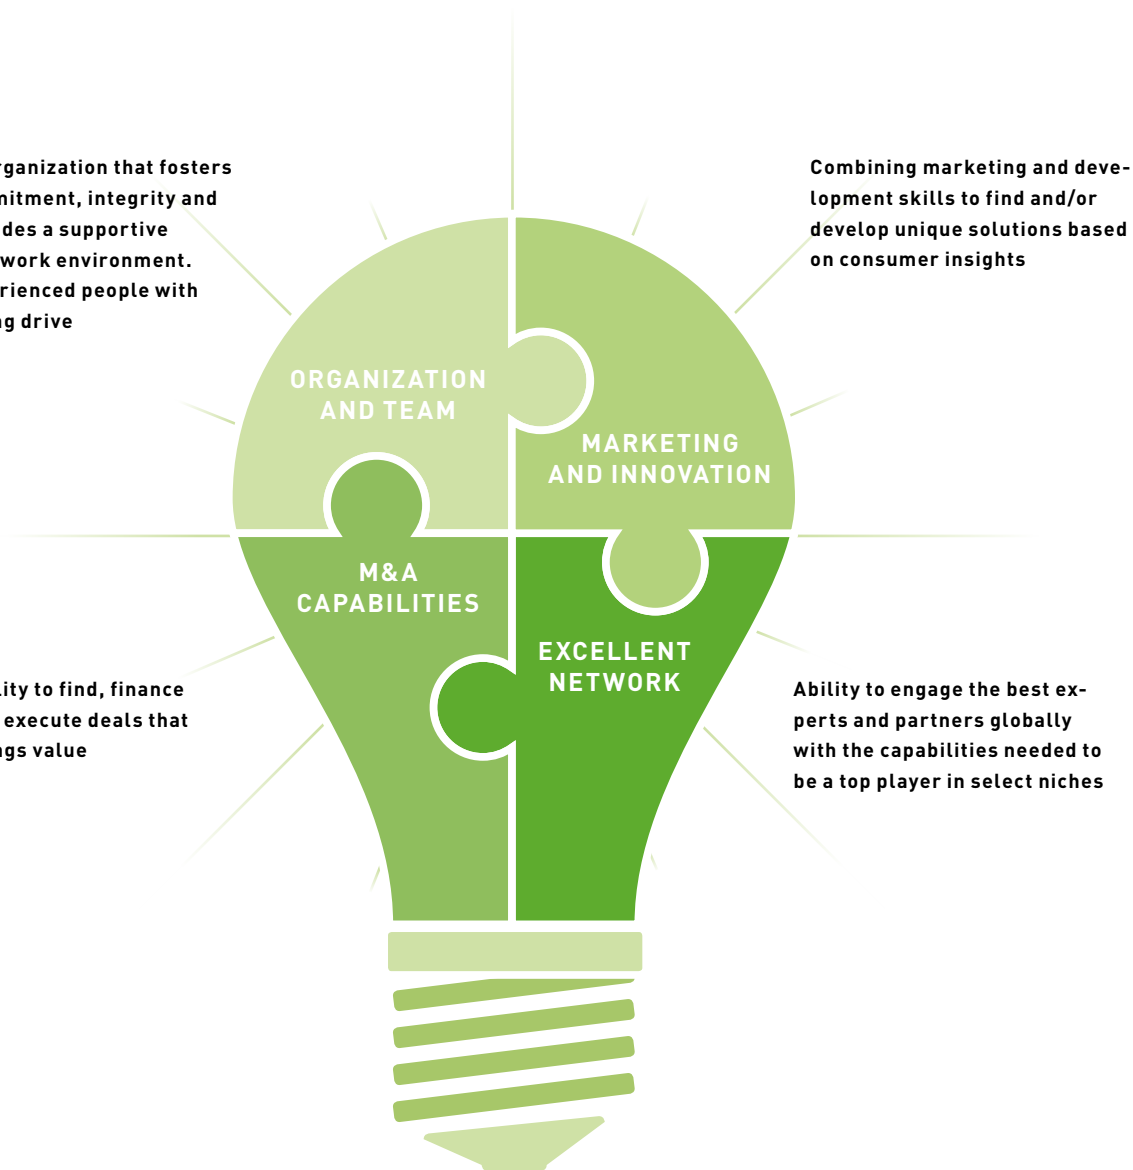 rganization that fosters
mitment, integrity and
des a supportive
work environment.
rienced people with
g drive
Combining marketing and deve-
lopment skills to find and/or
develop unique solutions based
on consumer insights
ORGANIZATION
AND TEAM
MARKETING
AND INNOVATION
M&A
CAPABILITIES
EXCELLENT
NETWORK
lity to find, finance
execute deals that
ngs value
Ability to engage the best ex-
perts and partners globally
with the capabilities needed to
be a top player in select niches